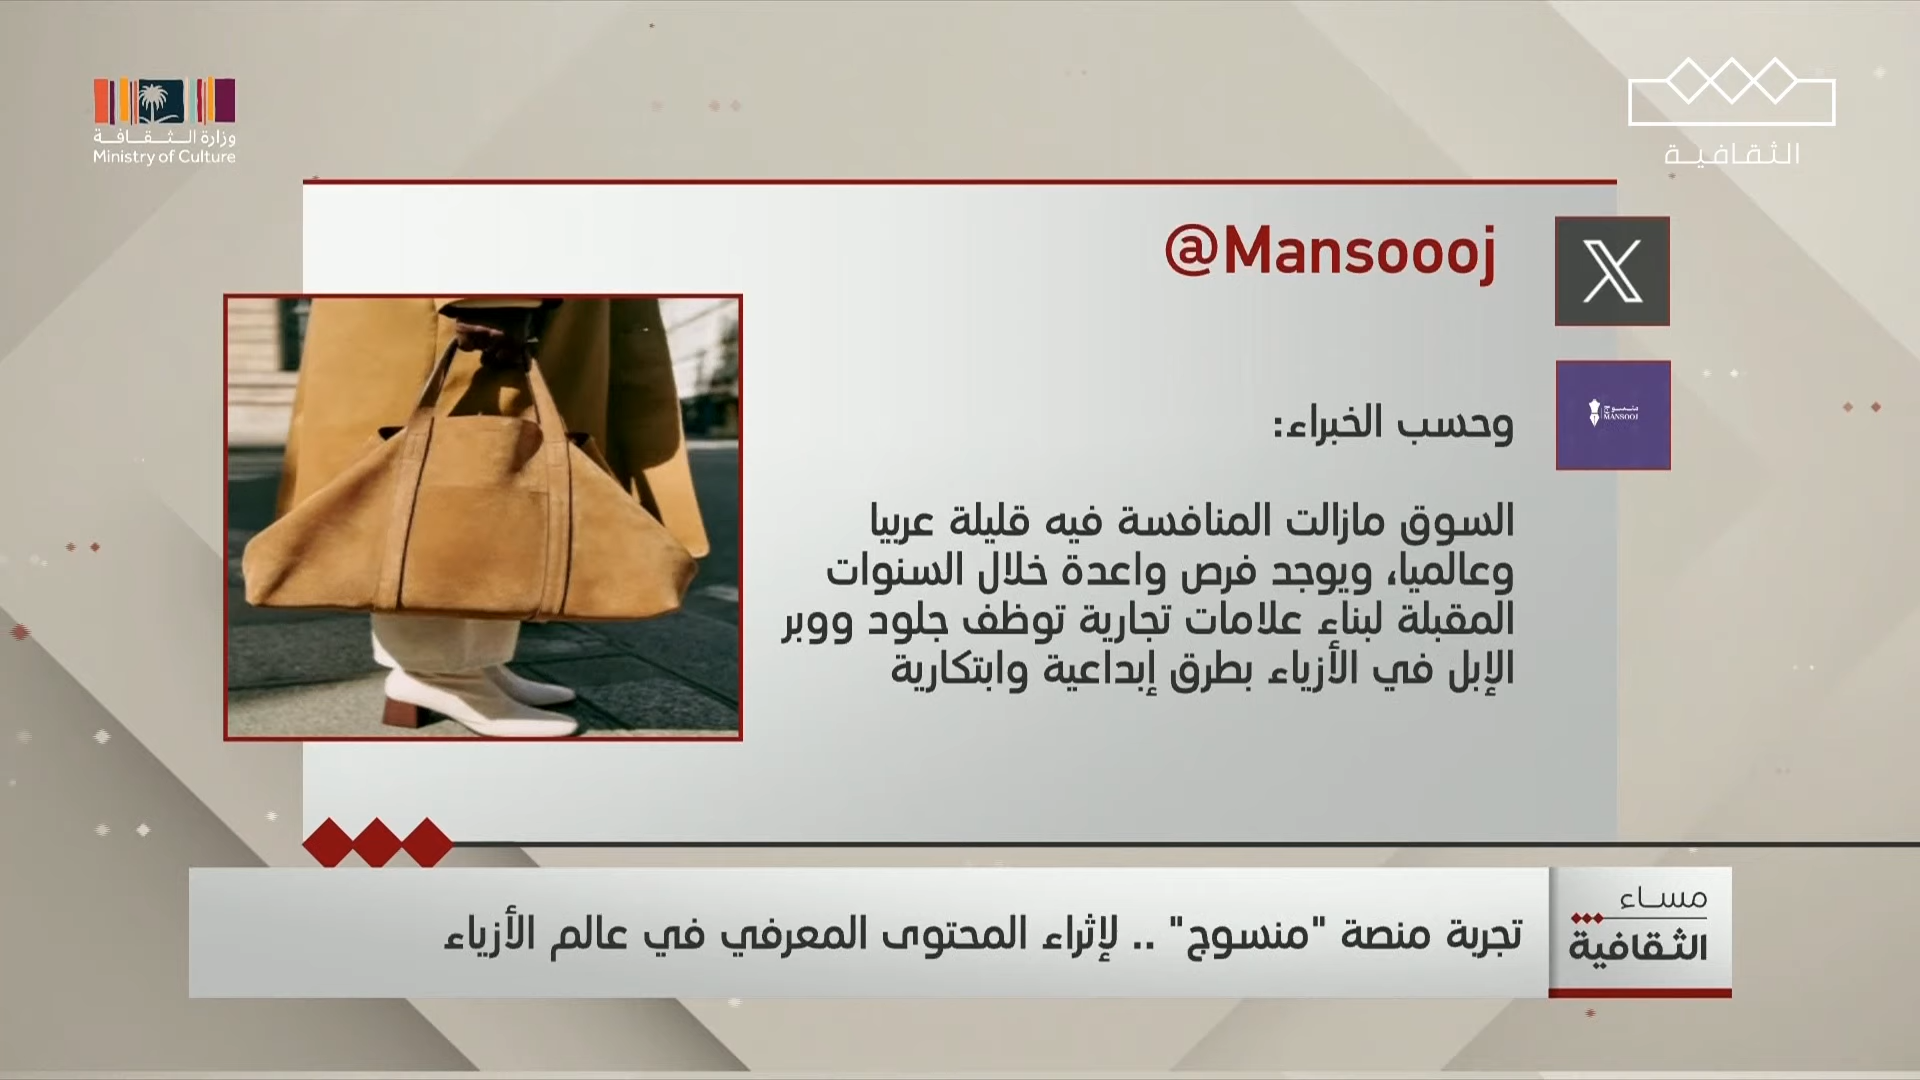 وزارة الثقافة
Ministry of Culture
الثقافية
@Mansoooj
منسوج
MANSOOJ
وحسب الخبراء:
السوق مازالت المنافسة فيه قليلة عربيا
وعالميا، ويوجد فرص واعدة خلال السنوات
المقبلة لبناء علامات تجارية توظف جلود ووبر
الإبل في الأزياء بطرق إبداعية وابتكارية
مساء
الثقافية
تجربة منصة "منسوج" .. لإثراء المحتوى المعرفي في عالم الأزياء